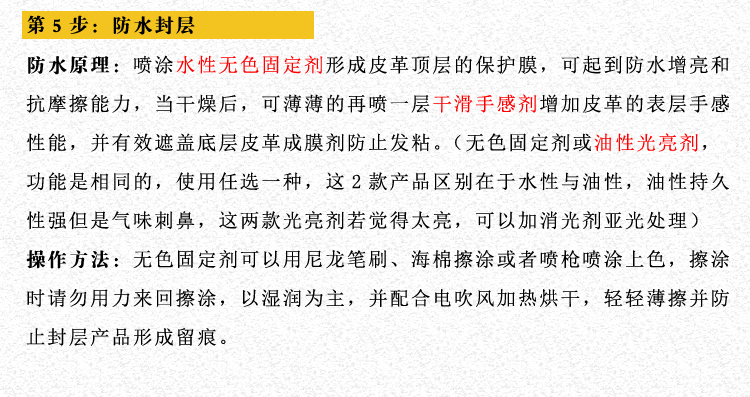 第 5 步：防水封层
防水原理：喷涂水性无色固定剂形成皮革顶层的保护膜，可起到防水增亮和
抗摩擦能力，当干燥后，可薄薄的再喷一层干滑手感剂增加皮革的表层手感
性能，并有效遮盖底层皮革成膜剂防止发粘。（无色固定剂或油性光亮剂，
功能是相同的，使用任选一种，这 2 款产品区别在于水性与油性，油性持久
性强但是气味刺鼻，这两款光亮剂若觉得太亮，可以加消光剂亚光处理）
操作方法：无色固定剂可以用尼龙笔刷、海棉擦涂或者喷枪喷涂上色，擦涂
时请勿用力来回擦涂，以湿润为主，并配合电吹风加热烘干，轻轻薄擦并防
止封层产品形成留痕。